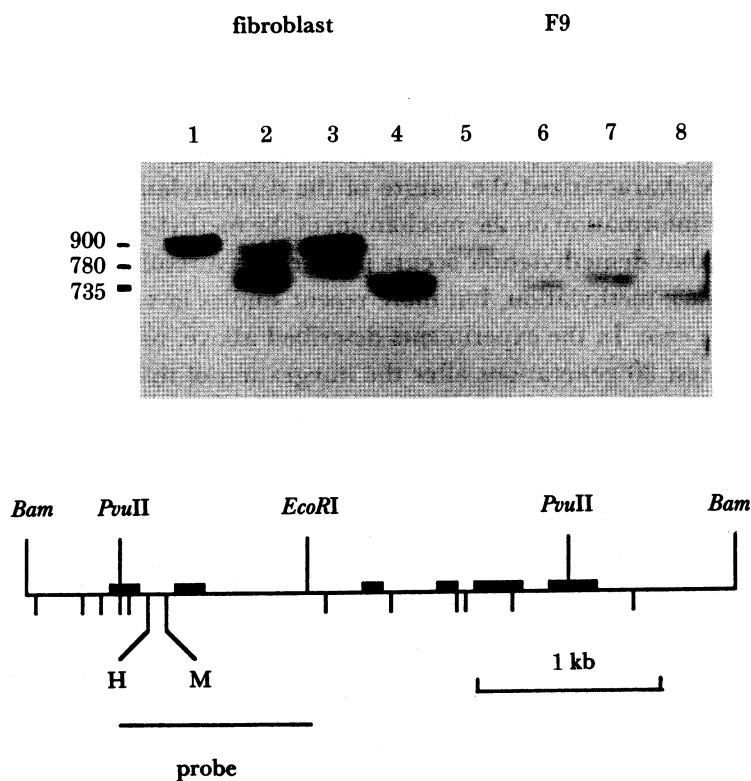 fibroblast F9
1 2 3 4 5 6 7 8
900
780
735
Bam PvuII EcoRI PvuII Bam
H M
1 kb
probe